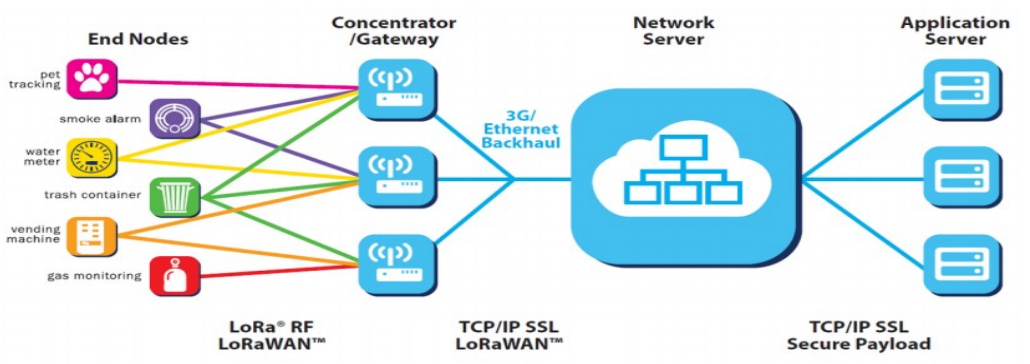 End Nodes
Concentrator
/Gateway
Network
Server
Application
Server
pet
tracking
smoke alarm
water
meter
trash container
vending
machine
gas monitoring
3G/
Ethernet
Backhaul
LoRa® RF
LoRaWAN™
TCP/IP SSL
LoRaWAN™
TCP/IP SSL
Secure Payload